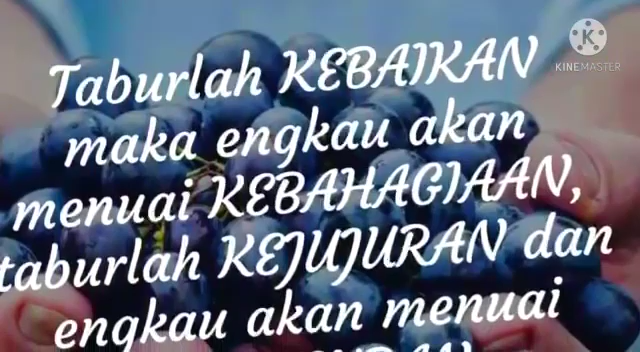 Taburlah KEBAIKAN
maka engkau akan
menuai KEBAHAGIAAN,
taburlah KEJUJURAN dan
engkau akan menuai
KINEMASTER